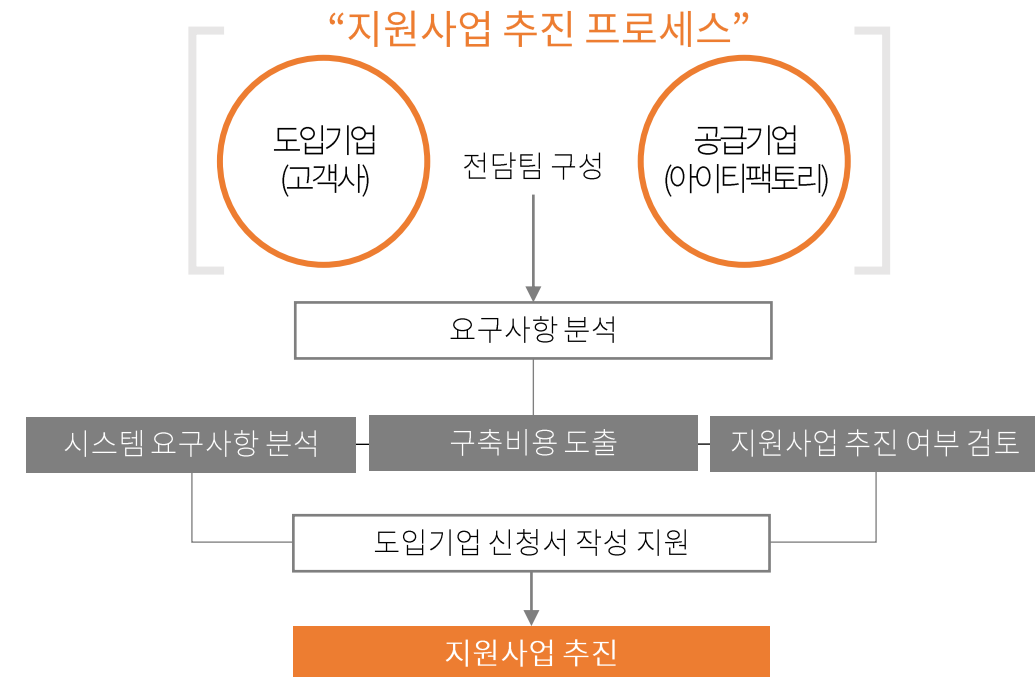 “지원사업 추진 프로세스”
도입기업
(고객사)
전담팀 구성
공급기업
(아이티팩토리)
요구사항 분석
시스템 요구사항 분석
구축비용 도출
지원사업 추진 여부 검토
도입기업 신청서 작성 지원
지원사업 추진